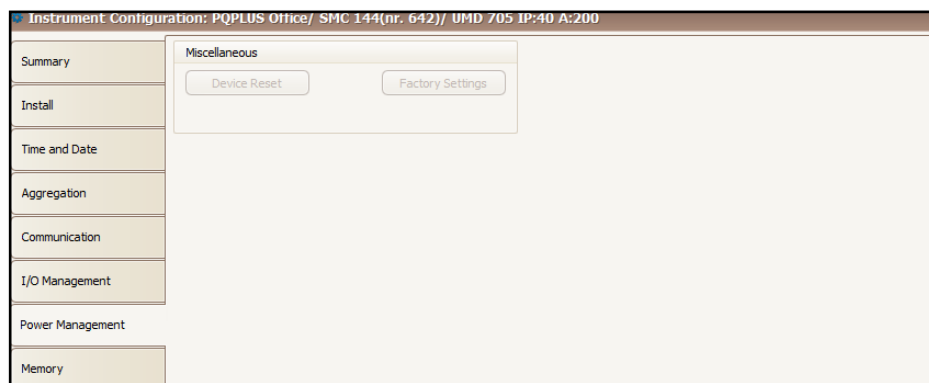 Instrument Configuration: PQPLUS Office/ SMC 144(nr. 642)/ UMD 705 IP:40 A:200
Summary
Install
Time and Date
Aggregation
Communication
I/O Management
Power Management
Memory
Miscellaneous
Device Reset
Factory Settings